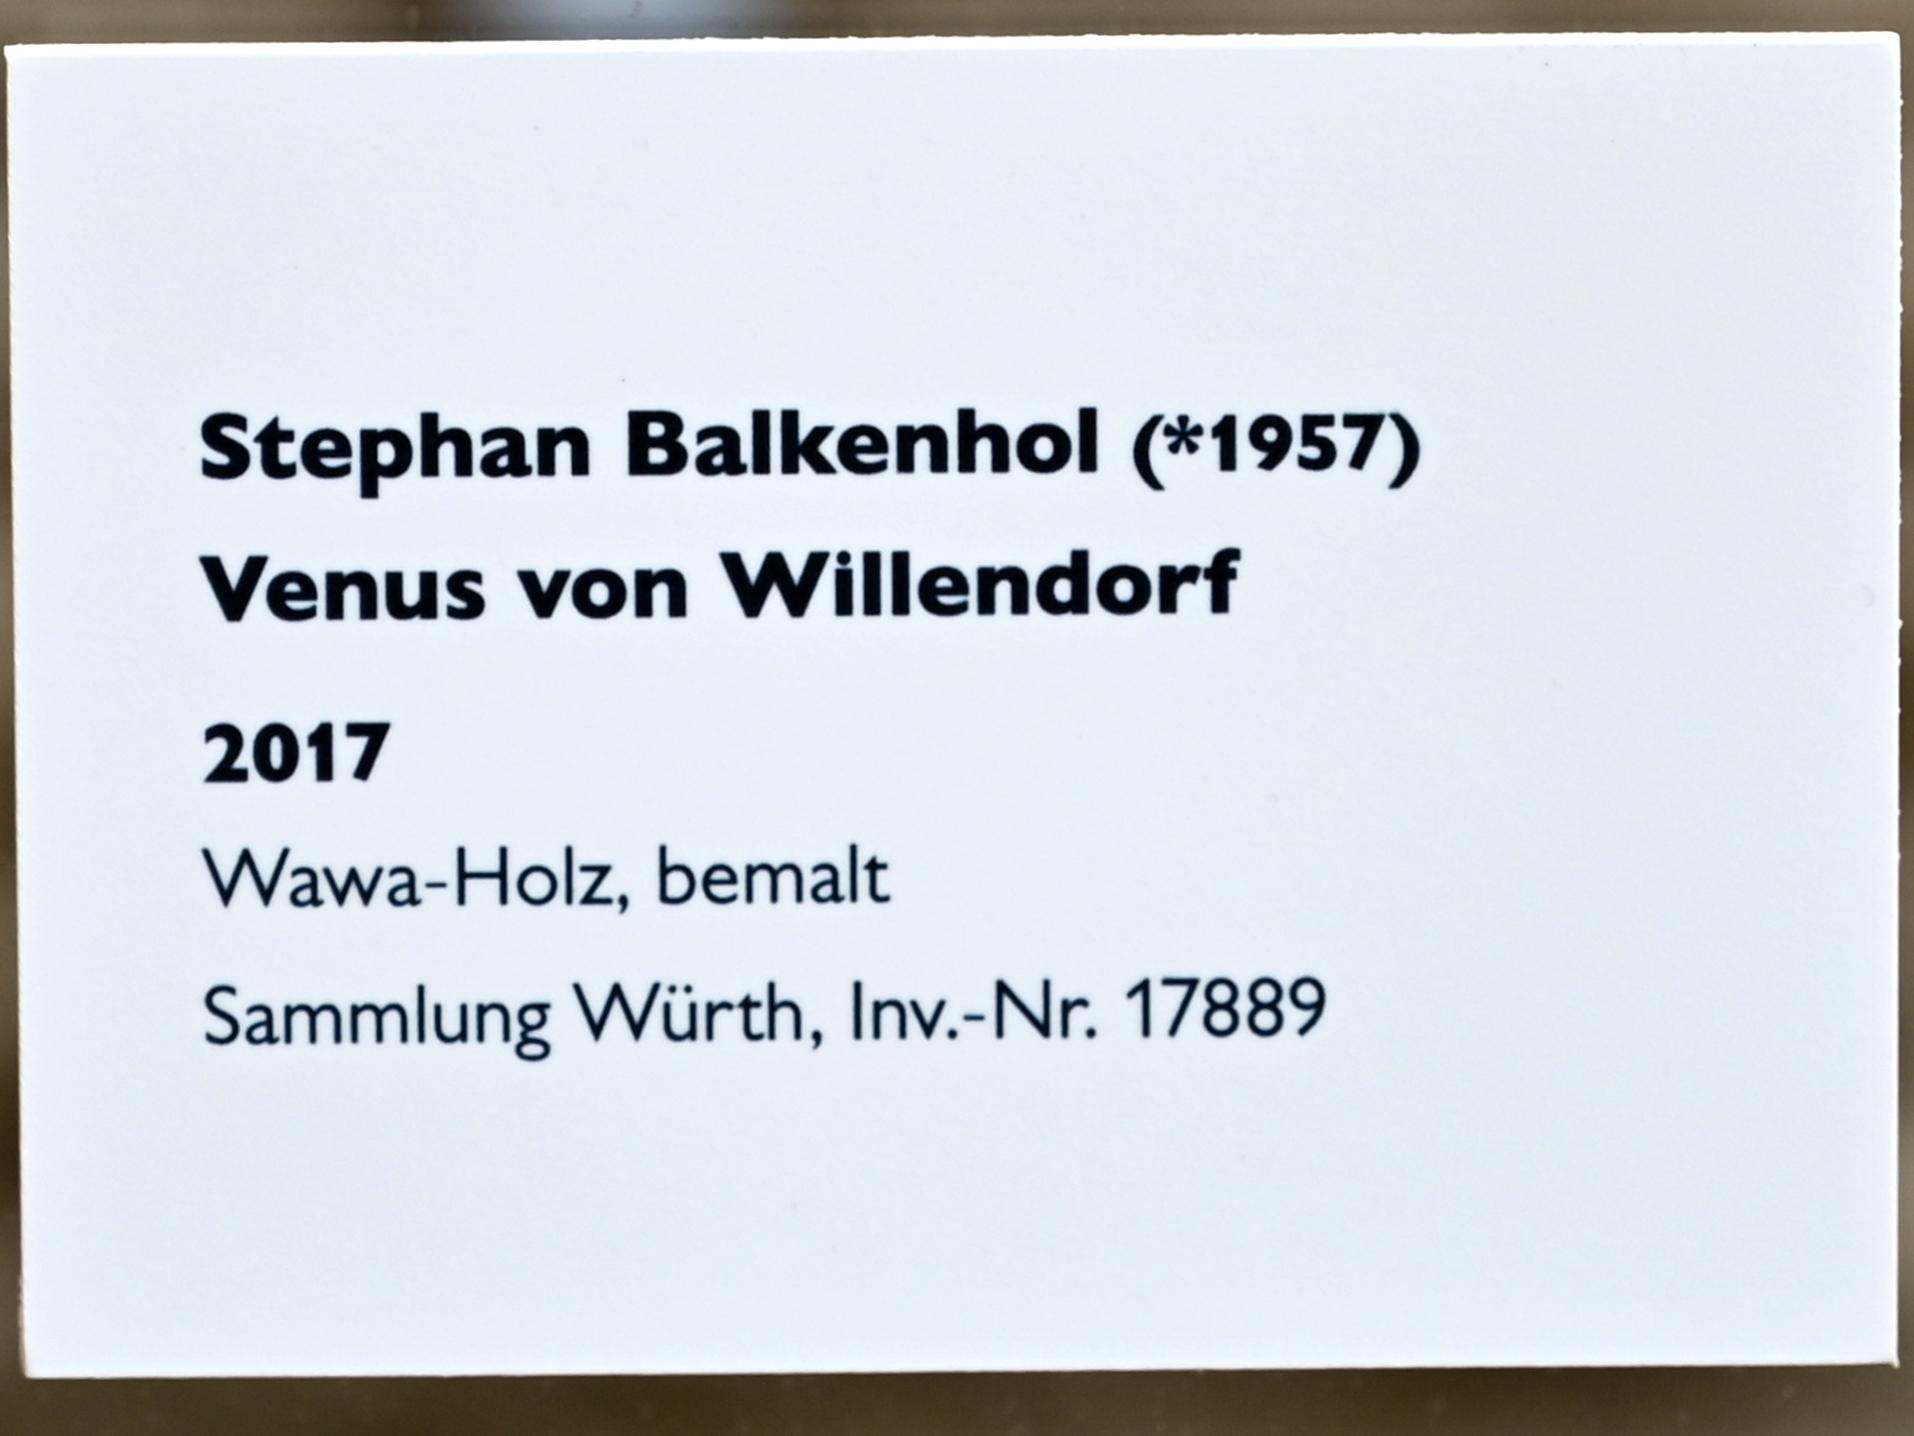 Stephan Balkenhol (*1957)
Venus von Willendorf
2017
Wawa-Holz, bemalt
Sammlung Würth, Inv.-Nr. 17889